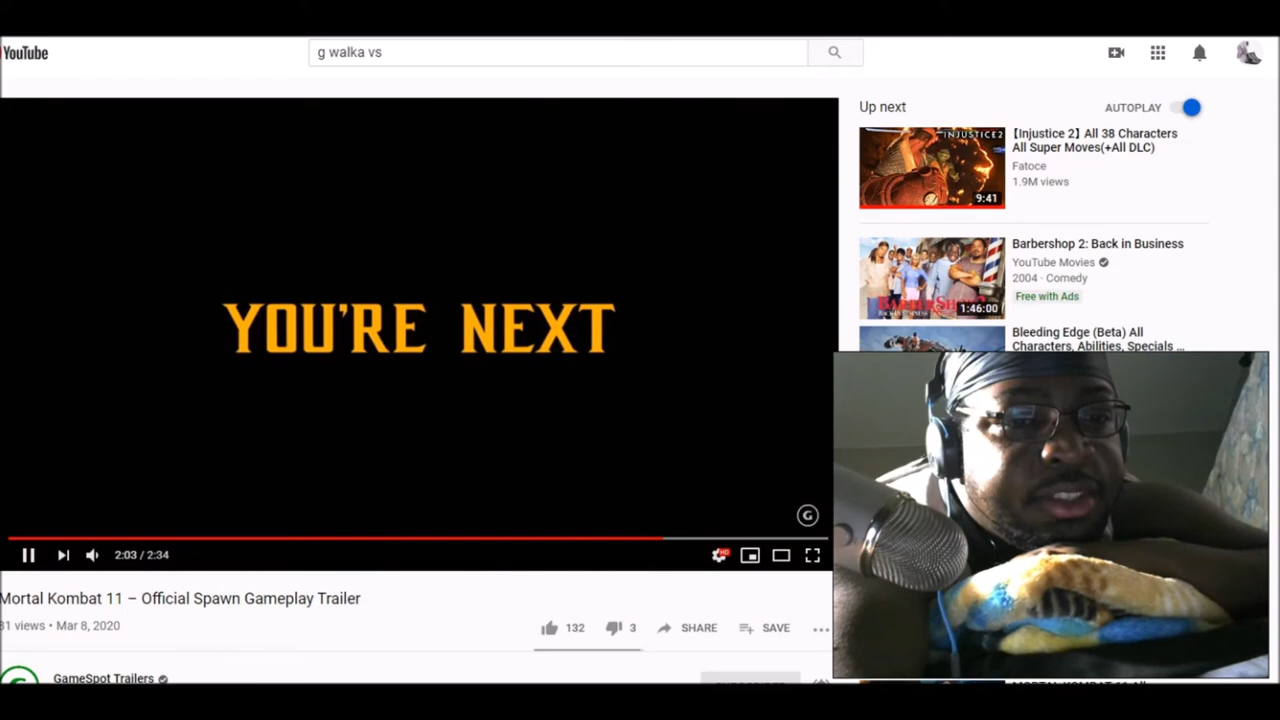 YouTube
g walka vs
YOU'RE NEXT
G
2:03 / 2:34
HD
Mortal Kombat 11 – Official Spawn Gameplay Trailer
31 views • Mar 8, 2020
132
3
SHARE
SAVE
GameSpot Trailers
Up next
AUTOPLAY
INJUSTICE 2
9:41
【Injustice 2】 All 38 Characters
All Super Moves(+All DLC)
Fatoce
1.9M views
1:46:00
Barbershop 2: Back in Business
YouTube Movies
2004 · Comedy
Free with Ads
Bleeding Edge (Beta) All
Characters, Abilities, Specials ...